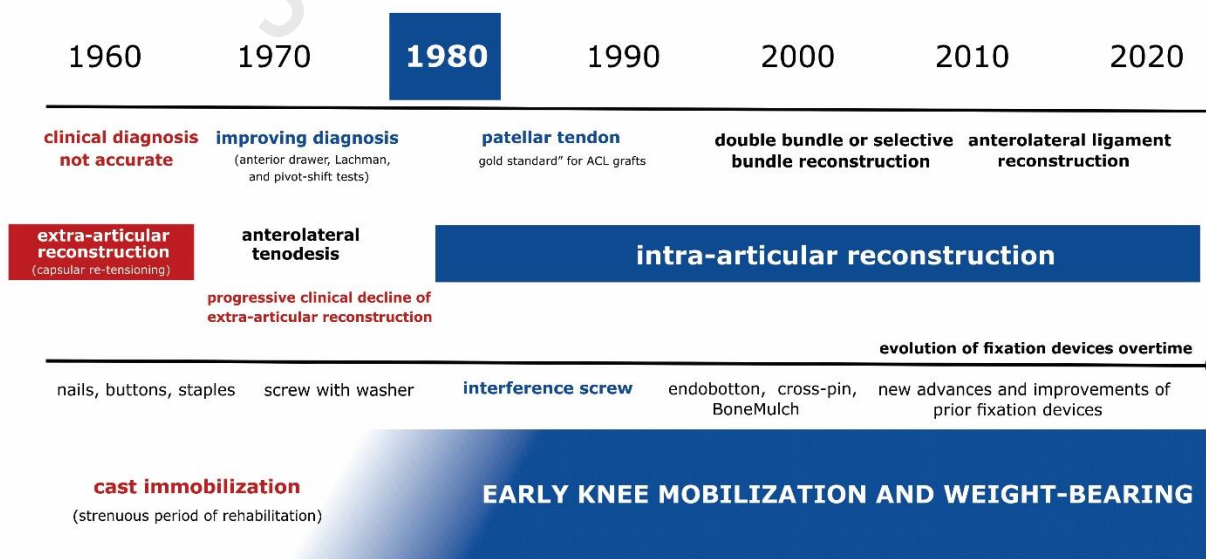 1960 1970 1980 1990 2000 2010 2020
clinical diagnosis
not accurate
improving diagnosis
(anterior drawer, Lachman,
and pivot-shift tests)
patellar tendon
gold standard" for ACL grafts
double bundle or selective
bundle reconstruction
anterolateral ligament
reconstruction
extra-articular
reconstruction
(capsular re-tensioning)
anterolateral
tenodesis
intra-articular reconstruction
progressive clinical decline of
extra-articular reconstruction
evolution of fixation devices overtime
nails, buttons, staples
screw with washer
interference screw
endobotton, cross-pin,
BoneMulch
new advances and improvements of
prior fixation devices
cast immobilization
(strenuous period of rehabilitation)
EARLY KNEE MOBILIZATION AND WEIGHT-BEARING